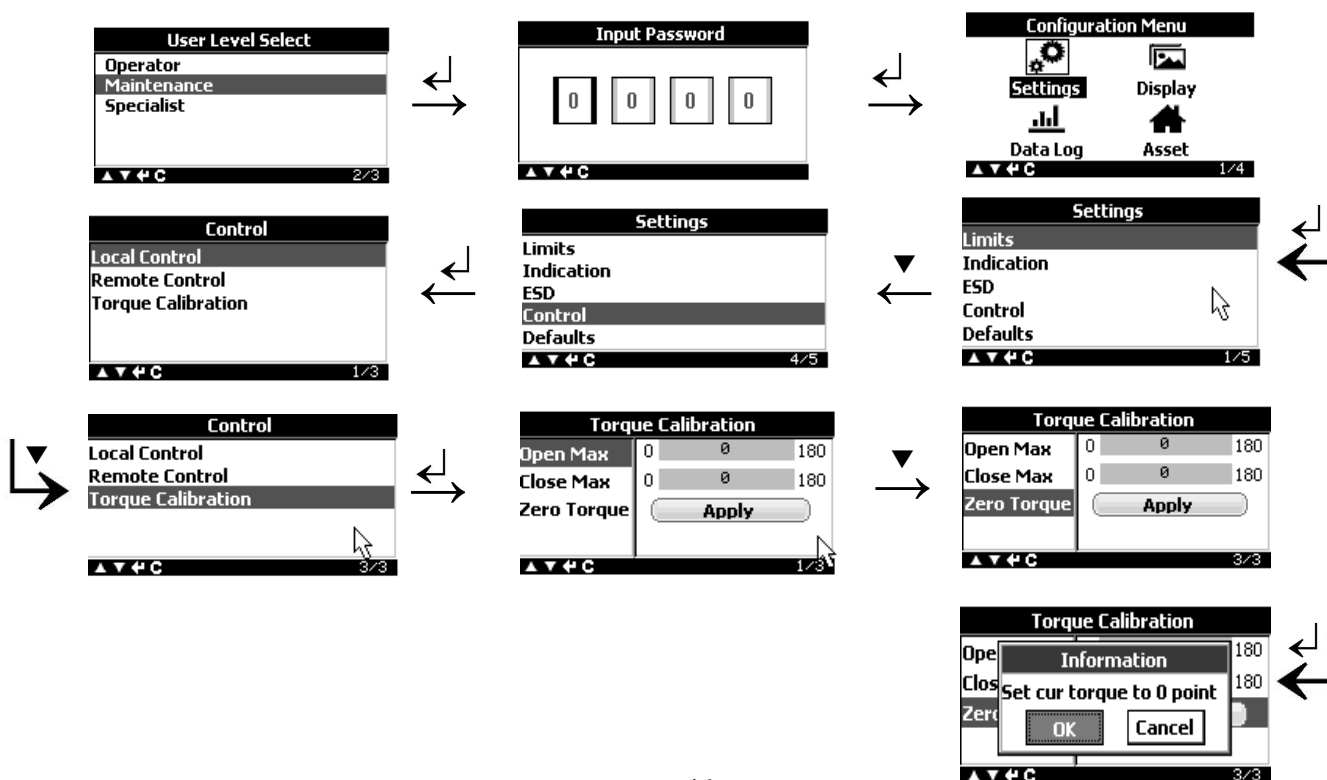 User Level Select
Operator
Maintenance
Specialist
▲ ▼ ↵ C 2/3
Input Password
0 0 0 0
▲ ▼ ↵ C
Configuration Menu
Settings Display
Data Log Asset
▲ ▼ ↵ C 1/4
Control
Local Control
Remote Control
Torque Calibration
▲ ▼ ↵ C 1/3
Settings
Limits
Indication
ESD
Control
Defaults
▲ ▼ ↵ C 4/5
Settings
Limits
Indication
ESD
Control
Defaults
▲ ▼ ↵ C 1/5
Control
Local Control
Remote Control
Torque Calibration
▲ ▼ ↵ C 3/3
Torque Calibration
Open Max 0 0 180
Close Max 0 0 180
Zero Torque Apply
▲ ▼ ↵ C 1/3
Torque Calibration
Open Max 0 0 180
Close Max 0 0 180
Zero Torque Apply
▲ ▼ ↵ C 3/3
Torque Calibration
Ope 180
Information
Clos 180
Set cur torque to 0 point
Zero
OK Cancel
▲ ▼ ↵ C 3/3